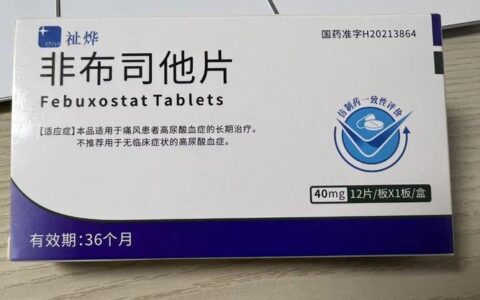 祉烨
国药准字H20213864
非布司他片
Febuxostat Tablets
【适应症】本品适用于痛风患者高尿酸血症的长期治疗。
不推荐用于无临床症状的高尿酸血症。
仿制药一致性评价
40mg 12片/板X1板/盒
有效期：36个月